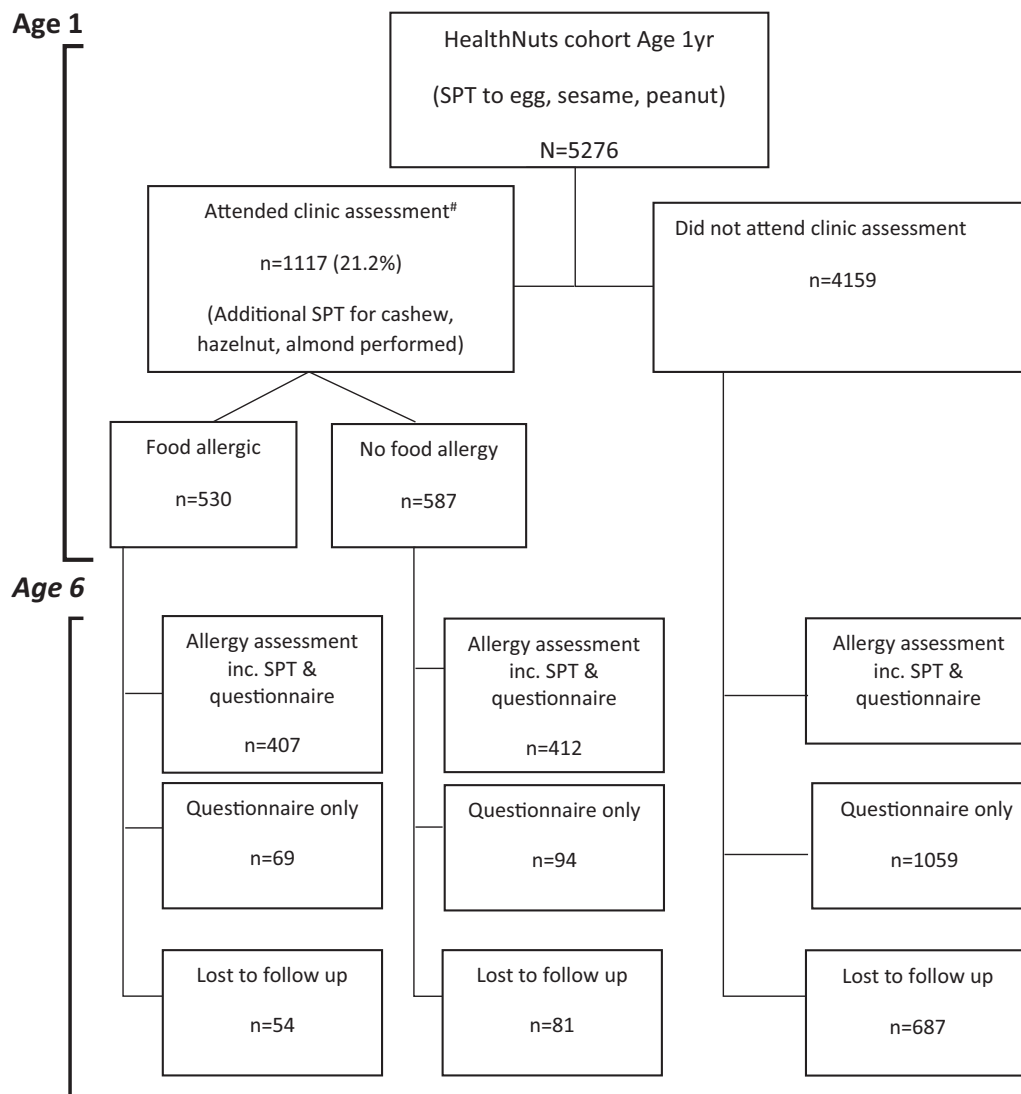 Age 1
HealthNuts cohort Age 1yr
(SPT to egg, sesame, peanut)
N=5276
Attended clinic assessment#
n=1117 (21.2%)
(Additional SPT for cashew,
hazelnut, almond performed)
Did not attend clinic assessment
n=4159
Food allergic
n=530
No food allergy
n=587
Age 6
Allergy assessment
inc. SPT &
questionnaire
n=407
Allergy assessment
inc. SPT &
questionnaire
n=412
Allergy assessment
inc. SPT &
questionnaire
Questionnaire only
n=69
Questionnaire only
n=94
Questionnaire only
n=1059
Lost to follow up
n=54
Lost to follow up
n=81
Lost to follow up
n=687